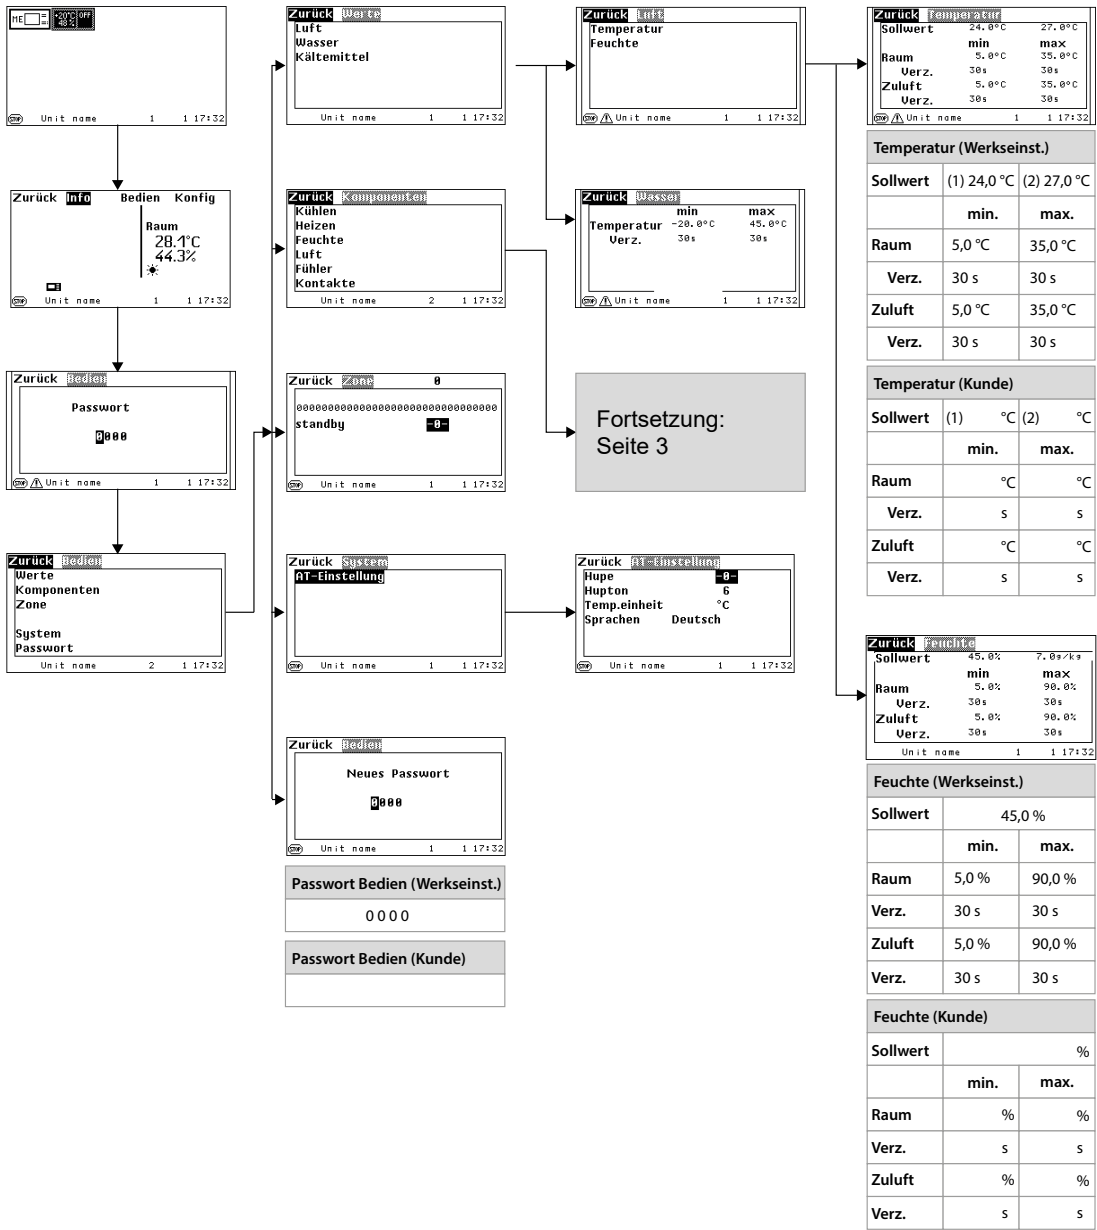 ME
+20°C OFF
48 %
STOP Unit name 1 1 17:32
Zurück Info Bedien Konfig
Raum
28.1°C
44.3%
STOP Unit name 1 1 17:32
Zurück Bedien
Passwort
0000
STOP Unit name 1 1 17:32
Zurück Bedien
Werte
Komponenten
Zone
System
Passwort
Unit name 2 1 17:32
Zurück Werte
Luft
Wasser
Kältemittel
Unit name 1 1 17:32
Zurück Komponenten
Kühlen
Heizen
Feuchte
Luft
Fühler
Kontakte
Unit name 2 1 17:32
Zurück Zone 0
00000000000000000000000000000000
standby -0-
STOP Unit name 1 1 17:32
Zurück System
AT-Einstellung
STOP Unit name 1 1 17:32
Zurück Bedien
Neues Passwort
0000
STOP Unit name 1 1 17:32
Passwort Bedien (Werkseinst.)
0 0 0 0
Passwort Bedien (Kunde)
Zurück Luft
Temperatur
Feuchte
STOP Unit name 1 1 17:32
Zurück Wasser
min max
Temperatur -20.0°C 45.0°C
Verz. 30s 30s
STOP Unit name 1 17:32
Fortsetzung:
Seite 3
Zurück AT-Einstellung
Hupe -0-
Hupton 6
Temp.einheit °C
Sprachen Deutsch
STOP Unit name 1 1 17:32
Zurück Temperatur
Sollwert 24.0°C 27.0°C
min max
Raum 5.0°C 35.0°C
Verz. 30s 30s
Zuluft 5.0°C 35.0°C
Verz. 30s 30s
STOP Unit name 1 1 17:32
Temperatur (Werkseinst.)
Sollwert (1) 24,0 °C (2) 27,0 °C
min. max.
Raum 5,0 °C 35,0 °C
Verz. 30 s 30 s
Zuluft 5,0 °C 35,0 °C
Verz. 30 s 30 s
Temperatur (Kunde)
Sollwert (1) °C (2) °C
min. max.
Raum °C °C
Verz. s s
Zuluft °C °C
Verz. s s
Zurück Feuchte
Sollwert 45.0% 7.0g/kg
min max
Raum 5.0% 90.0%
Verz. 30s 30s
Zuluft 5.0% 90.0%
Verz. 30s 30s
Unit name 1 1 17:32
Feuchte (Werkseinst.)
Sollwert 45,0 %
min. max.
Raum 5,0 % 90,0 %
Verz. 30 s 30 s
Zuluft 5,0 % 90,0 %
Verz. 30 s 30 s
Feuchte (Kunde)
Sollwert %
min. max.
Raum % %
Verz. s s
Zuluft % %
Verz. s s